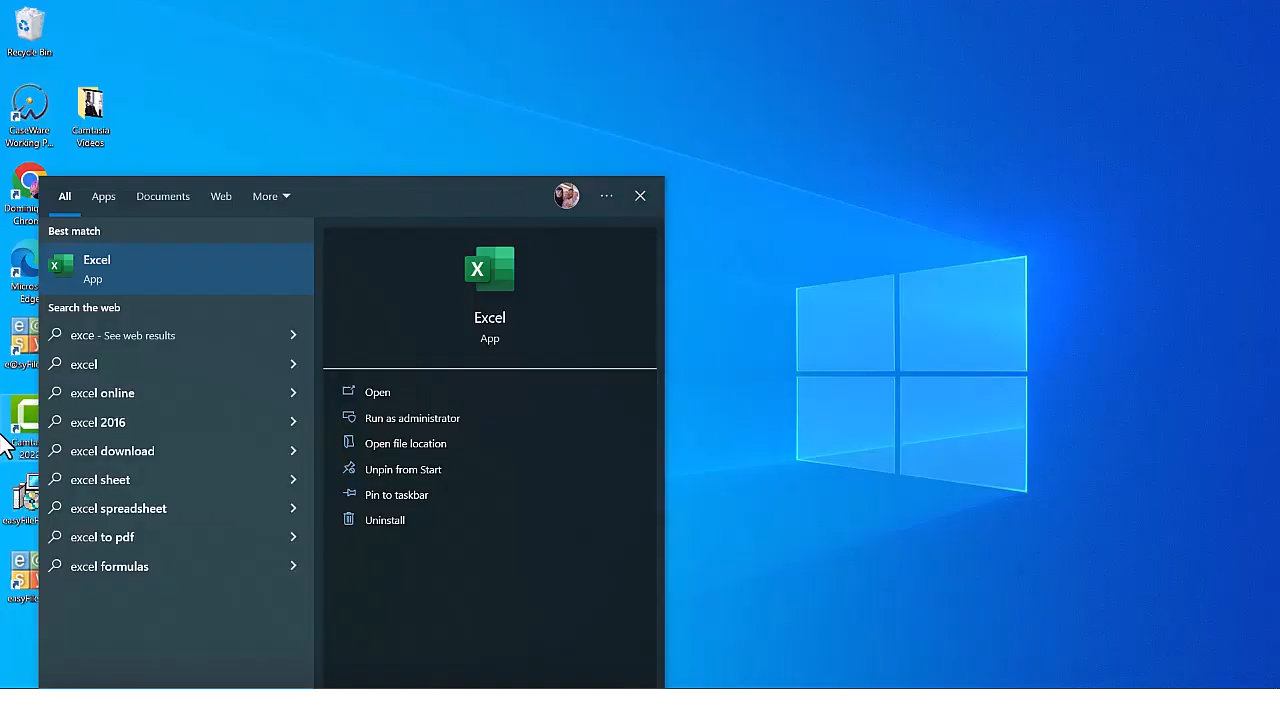 Recycle Bin
CaseWare
Working P...
Camtasia
Videos
All
Apps
Documents
Web
More
Best match
Excel
App
Search the web
exce - See web results
excel
excel online
excel 2016
excel download
excel sheet
excel spreadsheet
excel to pdf
excel formulas
Excel
App
Open
Run as administrator
Open file location
Unpin from Start
Pin to taskbar
Uninstall